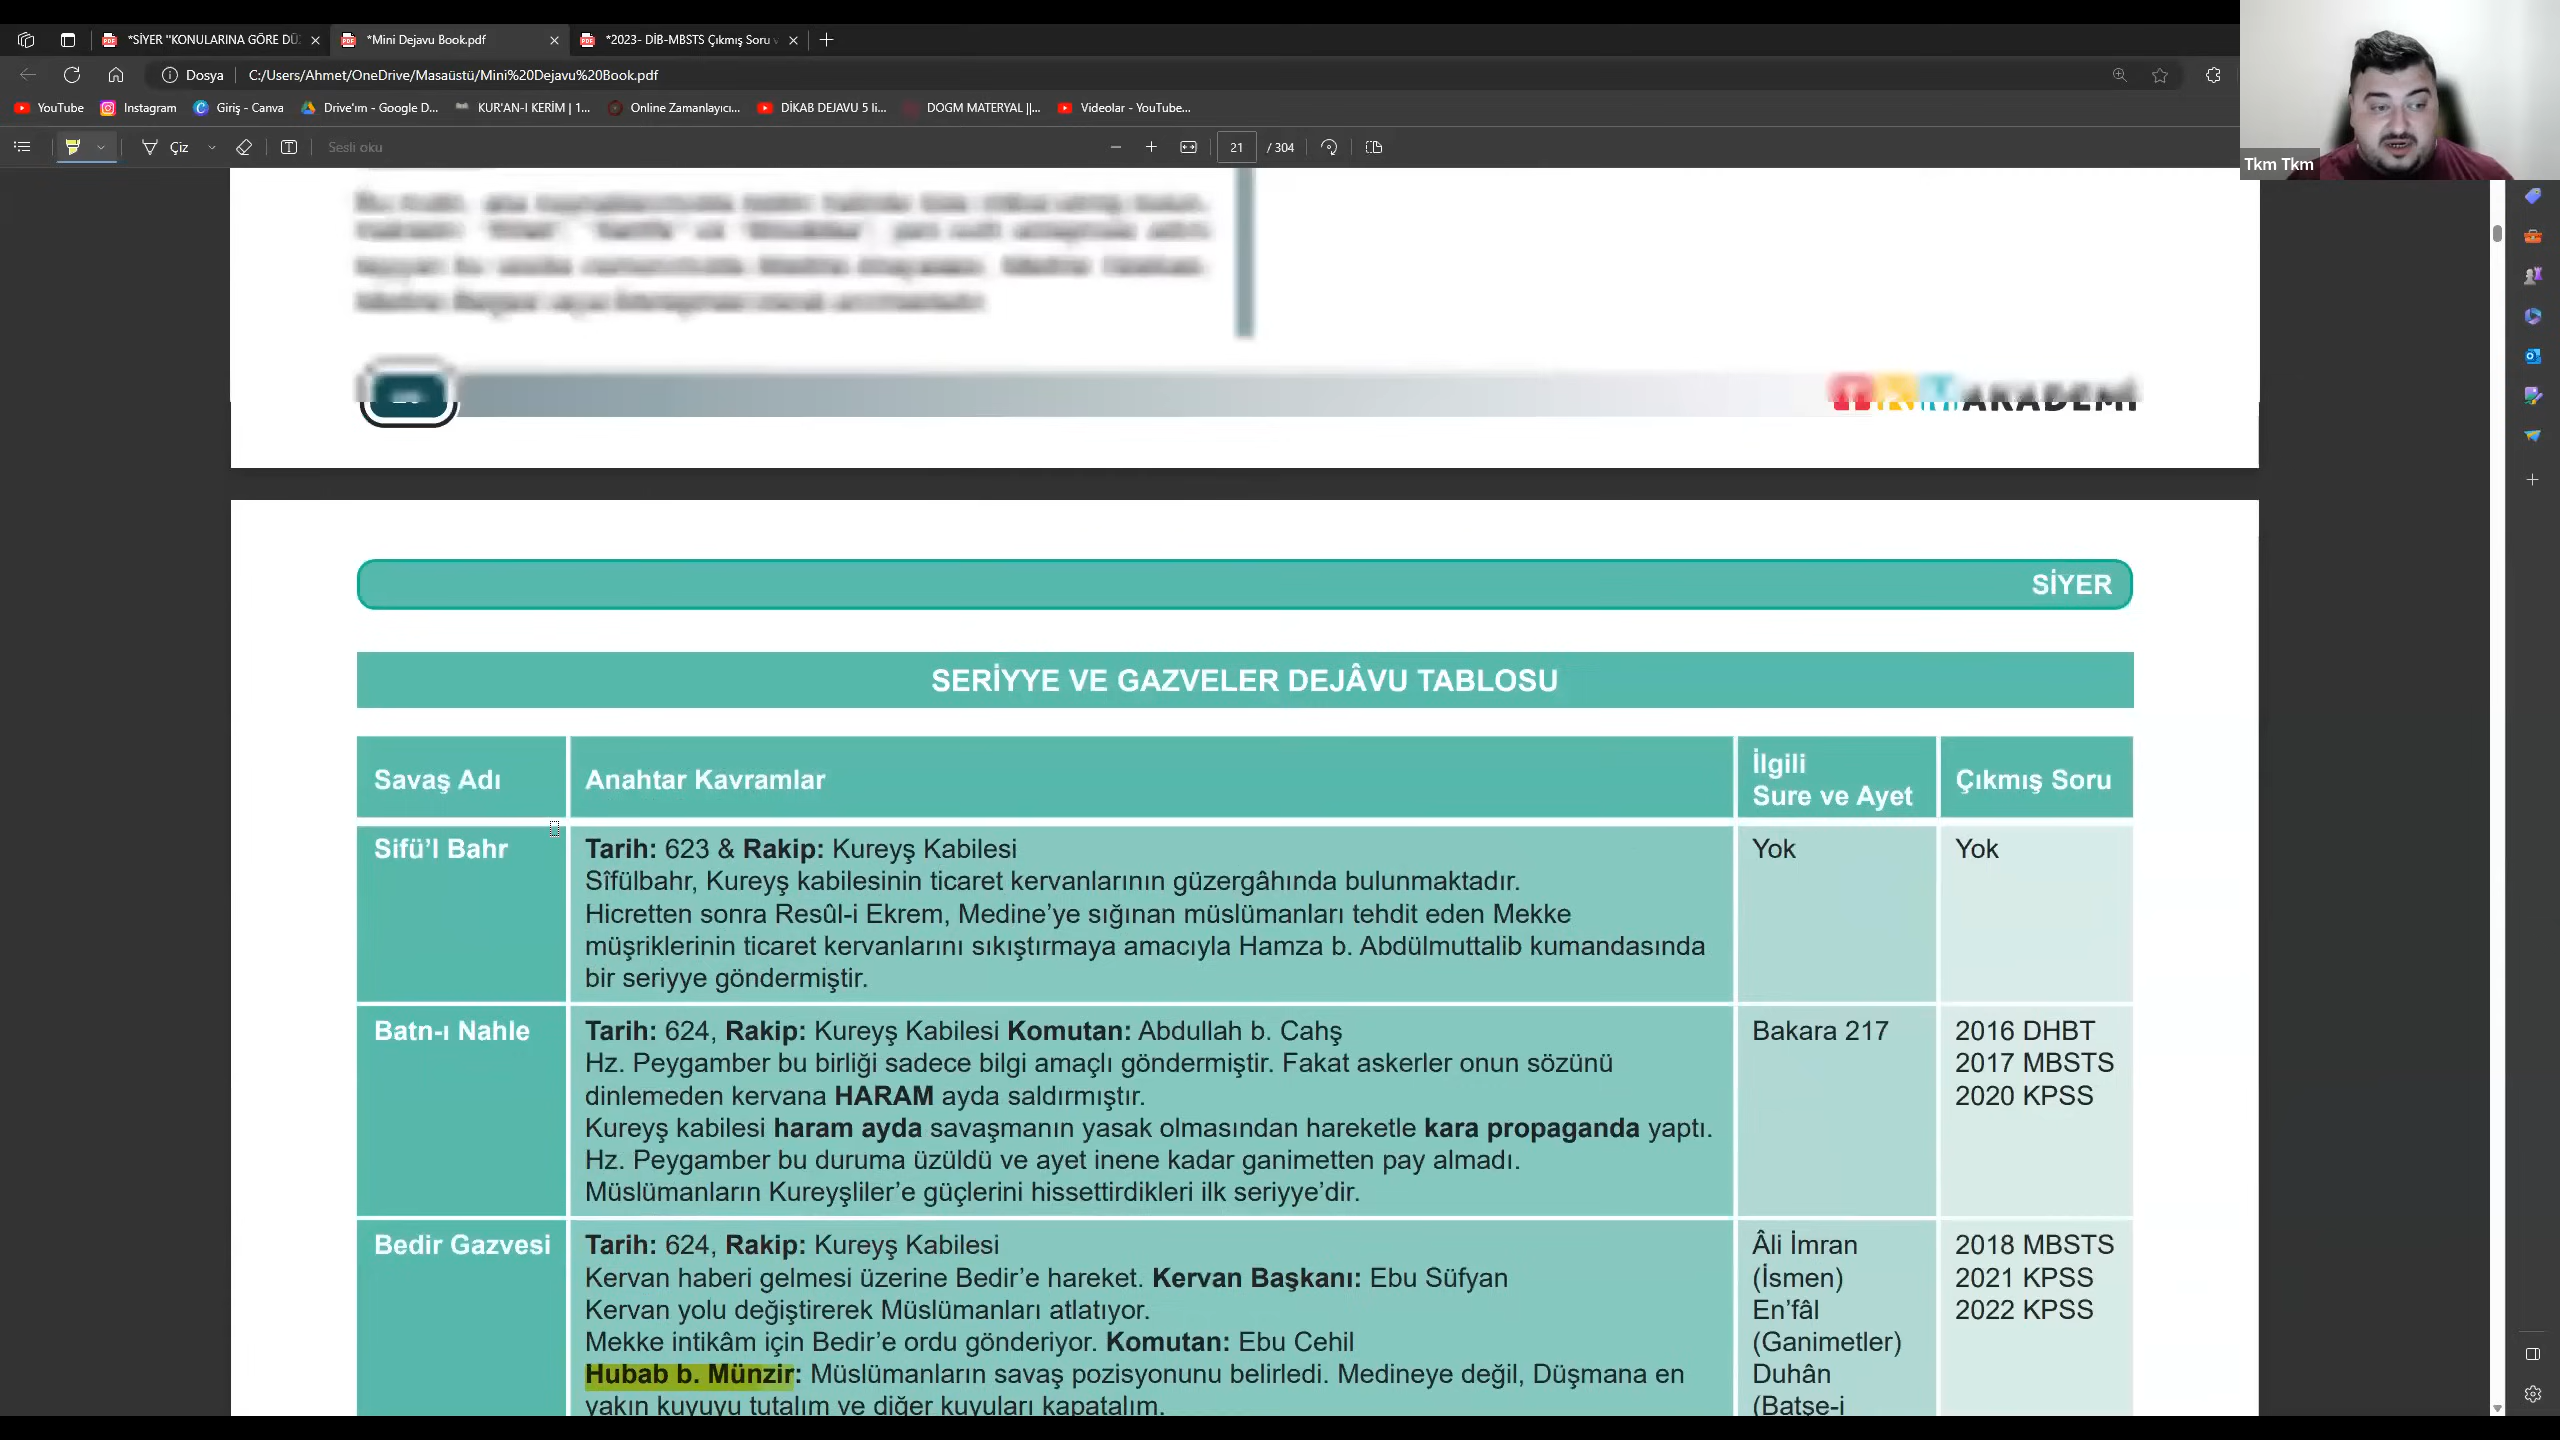 *SİYER "KONULARINA GÖRE DÜ
*Mini Dejavu Book.pdf
*2023- DİB-MBSTS Çıkmış Soru v
Dosya
C:/Users/Ahmet/OneDrive/Masaüstü/Mini%20Dejavu%20Book.pdf
YouTube
Instagram
Giriş - Canva
Drive'ım - Google D...
KUR'AN-I KERİM | 1...
Online Zamanlayıcı...
DİKAB DEJAVU 5 li...
DOGM MATERYAL ||...
Videolar - YouTube...
Çiz
Sesli oku
21
/ 304
Tkm Tkm
AKADEMİ
SİYER
SERİYYE VE GAZVELER DEJÂVU TABLOSU
Savaş Adı
Anahtar Kavramlar
İlgili
Sure ve Ayet
Çıkmış Soru
Sifü'l Bahr
Tarih: 623 & Rakip: Kureyş Kabilesi
Sîfülbahr, Kureyş kabilesinin ticaret kervanlarının güzergâhında bulunmaktadır.
Hicretten sonra Resûl-i Ekrem, Medine'ye sığınan müslümanları tehdit eden Mekke
müşriklerinin ticaret kervanlarını sıkıştırmaya amacıyla Hamza b. Abdülmuttalib kumandasında
bir seriyye göndermiştir.
Yok
Yok
Batn-ı Nahle
Tarih: 624, Rakip: Kureyş Kabilesi Komutan: Abdullah b. Cahş
Hz. Peygamber bu birliği sadece bilgi amaçlı göndermiştir. Fakat askerler onun sözünü
dinlemeden kervana HARAM ayda saldırmıştır.
Kureyş kabilesi haram ayda savaşmanın yasak olmasından hareketle kara propaganda yaptı.
Hz. Peygamber bu duruma üzüldü ve ayet inene kadar ganimetten pay almadı.
Müslümanların Kureyşliler'e güçlerini hissettirdikleri ilk seriyye'dir.
Bakara 217
2016 DHBT
2017 MBSTS
2020 KPSS
Bedir Gazvesi
Tarih: 624, Rakip: Kureyş Kabilesi
Kervan haberi gelmesi üzerine Bedir'e hareket. Kervan Başkanı: Ebu Süfyan
Kervan yolu değiştirerek Müslümanları atlatıyor.
Mekke intikâm için Bedir'e ordu gönderiyor. Komutan: Ebu Cehil
Hubab b. Münzir: Müslümanların savaş pozisyonunu belirledi. Medineye değil, Düşmana en
yakın kuyuyu tutalım ve diğer kuyuları kapatalım.
Âli İmran
(İsmen)
En'fâl
(Ganimetler)
Duhân
(Batşe-i
2018 MBSTS
2021 KPSS
2022 KPSS